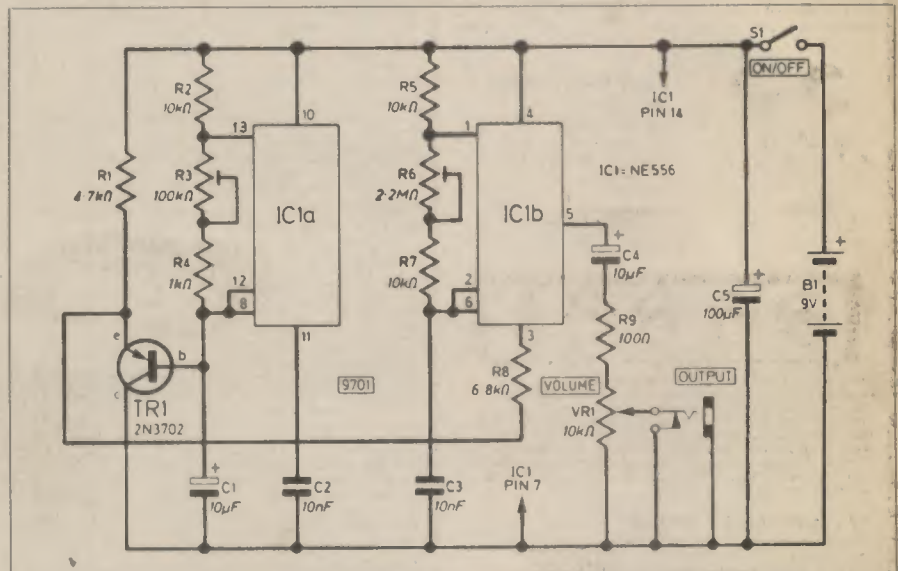 S1
ON/OFF
R2
10kΩ
10
R5
10kΩ
4
IC1
PIN 14
13
1
R1
4·7kΩ
R3
100kΩ
IC1a
R6
2·2MΩ
IC1b
IC1=NE556
5
+
C4
10µF
+
B1
9V
R4
1kΩ
12
8
R7
10kΩ
2
6
+
C5
100µF
R9
100Ω
e
b
c
11
3
TR1
2N3702
9701
R8
6·8kΩ
VOLUME
OUTPUT
VR1
10kΩ
+
C1
10µF
C2
10nF
C3
10nF
IC1
PIN 7